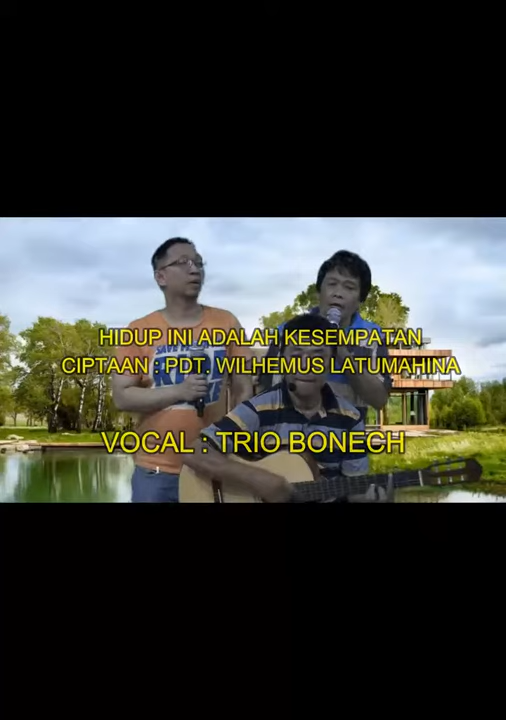 HIDUP INI ADALAH KESEMPATAN
CIPTAAN : PDT. WILHEMUS LATUMAHINA
VOCAL : TRIO BONECH